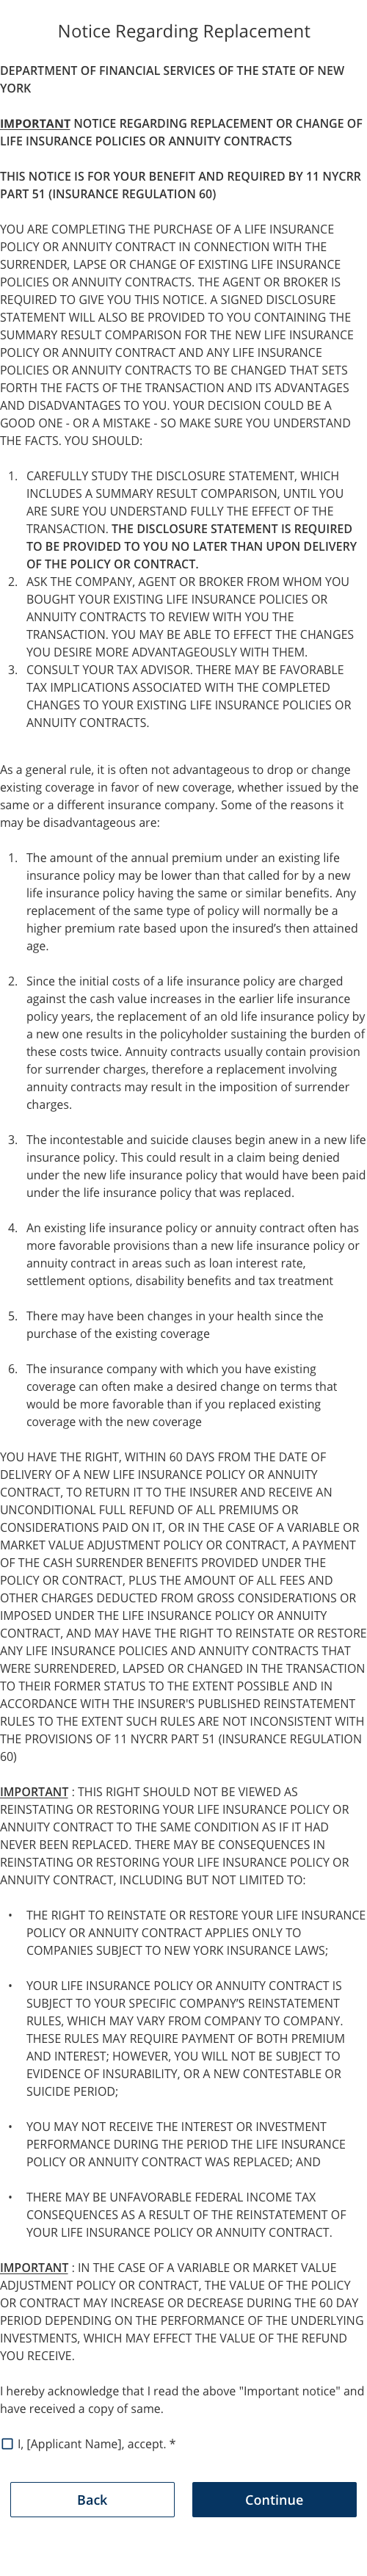 Notice Regarding Replacement
DEPARTMENT OF FINANCIAL SERVICES OF THE STATE OF NEW
YORK
IMPORTANT NOTICE REGARDING REPLACEMENT OR CHANGE OF
LIFE INSURANCE POLICIES OR ANNUITY CONTRACTS
THIS NOTICE IS FOR YOUR BENEFIT AND REQUIRED BY 11 NYCRR
PART 51 (INSURANCE REGULATION 60)
YOU ARE COMPLETING THE PURCHASE OF A LIFE INSURANCE
POLICY OR ANNUITY CONTRACT IN CONNECTION WITH THE
SURRENDER, LAPSE OR CHANGE OF EXISTING LIFE INSURANCE
POLICIES OR ANNUITY CONTRACTS. THE AGENT OR BROKER IS
REQUIRED TO GIVE YOU THIS NOTICE. A SIGNED DISCLOSURE
STATEMENT WILL ALSO BE PROVIDED TO YOU CONTAINING THE
SUMMARY RESULT COMPARISON FOR THE NEW LIFE INSURANCE
POLICY OR ANNUITY CONTRACT AND ANY LIFE INSURANCE
POLICIES OR ANNUITY CONTRACTS TO BE CHANGED THAT SETS
FORTH THE FACTS OF THE TRANSACTION AND ITS ADVANTAGES
AND DISADVANTAGES TO YOU. YOUR DECISION COULD BE A
GOOD ONE - OR A MISTAKE - SO MAKE SURE YOU UNDERSTAND
THE FACTS. YOU SHOULD:
1. CAREFULLY STUDY THE DISCLOSURE STATEMENT, WHICH
INCLUDES A SUMMARY RESULT COMPARISON, UNTIL YOU
ARE SURE YOU UNDERSTAND FULLY THE EFFECT OF THE
TRANSACTION. THE DISCLOSURE STATEMENT IS REQUIRED
TO BE PROVIDED TO YOU NO LATER THAN UPON DELIVERY
OF THE POLICY OR CONTRACT.
2. ASK THE COMPANY, AGENT OR BROKER FROM WHOM YOU
BOUGHT YOUR EXISTING LIFE INSURANCE POLICIES OR
ANNUITY CONTRACTS TO REVIEW WITH YOU THE
TRANSACTION. YOU MAY BE ABLE TO EFFECT THE CHANGES
YOU DESIRE MORE ADVANTAGEOUSLY WITH THEM.
3. CONSULT YOUR TAX ADVISOR. THERE MAY BE FAVORABLE
TAX IMPLICATIONS ASSOCIATED WITH THE COMPLETED
CHANGES TO YOUR EXISTING LIFE INSURANCE POLICIES OR
ANNUITY CONTRACTS.
As a general rule, it is often not advantageous to drop or change
existing coverage in favor of new coverage, whether issued by the
same or a different insurance company. Some of the reasons it
may be disadvantageous are:
1. The amount of the annual premium under an existing life
insurance policy may be lower than that called for by a new
life insurance policy having the same or similar benefits. Any
replacement of the same type of policy will normally be a
higher premium rate based upon the insured’s then attained
age.
2. Since the initial costs of a life insurance policy are charged
against the cash value increases in the earlier life insurance
policy years, the replacement of an old life insurance policy by
a new one results in the policyholder sustaining the burden of
these costs twice. Annuity contracts usually contain provision
for surrender charges, therefore a replacement involving
annuity contracts may result in the imposition of surrender
charges.
3. The incontestable and suicide clauses begin anew in a new life
insurance policy. This could result in a claim being denied
under the new life insurance policy that would have been paid
under the life insurance policy that was replaced.
4. An existing life insurance policy or annuity contract often has
more favorable provisions than a new life insurance policy or
annuity contract in areas such as loan interest rate,
settlement options, disability benefits and tax treatment
5. There may have been changes in your health since the
purchase of the existing coverage
6. The insurance company with which you have existing
coverage can often make a desired change on terms that
would be more favorable than if you replaced existing
coverage with the new coverage
YOU HAVE THE RIGHT, WITHIN 60 DAYS FROM THE DATE OF
DELIVERY OF A NEW LIFE INSURANCE POLICY OR ANNUITY
CONTRACT, TO RETURN IT TO THE INSURER AND RECEIVE AN
UNCONDITIONAL FULL REFUND OF ALL PREMIUMS OR
CONSIDERATIONS PAID ON IT, OR IN THE CASE OF A VARIABLE OR
MARKET VALUE ADJUSTMENT POLICY OR CONTRACT, A PAYMENT
OF THE CASH SURRENDER BENEFITS PROVIDED UNDER THE
POLICY OR CONTRACT, PLUS THE AMOUNT OF ALL FEES AND
OTHER CHARGES DEDUCTED FROM GROSS CONSIDERATIONS OR
IMPOSED UNDER THE LIFE INSURANCE POLICY OR ANNUITY
CONTRACT, AND MAY HAVE THE RIGHT TO REINSTATE OR RESTORE
ANY LIFE INSURANCE POLICIES AND ANNUITY CONTRACTS THAT
WERE SURRENDERED, LAPSED OR CHANGED IN THE TRANSACTION
TO THEIR FORMER STATUS TO THE EXTENT POSSIBLE AND IN
ACCORDANCE WITH THE INSURER'S PUBLISHED REINSTATEMENT
RULES TO THE EXTENT SUCH RULES ARE NOT INCONSISTENT WITH
THE PROVISIONS OF 11 NYCRR PART 51 (INSURANCE REGULATION
60)
IMPORTANT : THIS RIGHT SHOULD NOT BE VIEWED AS
REINSTATING OR RESTORING YOUR LIFE INSURANCE POLICY OR
ANNUITY CONTRACT TO THE SAME CONDITION AS IF IT HAD
NEVER BEEN REPLACED. THERE MAY BE CONSEQUENCES IN
REINSTATING OR RESTORING YOUR LIFE INSURANCE POLICY OR
ANNUITY CONTRACT, INCLUDING BUT NOT LIMITED TO:
• THE RIGHT TO REINSTATE OR RESTORE YOUR LIFE INSURANCE
POLICY OR ANNUITY CONTRACT APPLIES ONLY TO
COMPANIES SUBJECT TO NEW YORK INSURANCE LAWS;
• YOUR LIFE INSURANCE POLICY OR ANNUITY CONTRACT IS
SUBJECT TO YOUR SPECIFIC COMPANY’S REINSTATEMENT
RULES, WHICH MAY VARY FROM COMPANY TO COMPANY.
THESE RULES MAY REQUIRE PAYMENT OF BOTH PREMIUM
AND INTEREST; HOWEVER, YOU WILL NOT BE SUBJECT TO
EVIDENCE OF INSURABILITY, OR A NEW CONTESTABLE OR
SUICIDE PERIOD;
• YOU MAY NOT RECEIVE THE INTEREST OR INVESTMENT
PERFORMANCE DURING THE PERIOD THE LIFE INSURANCE
POLICY OR ANNUITY CONTRACT WAS REPLACED; AND
• THERE MAY BE UNFAVORABLE FEDERAL INCOME TAX
CONSEQUENCES AS A RESULT OF THE REINSTATEMENT OF
YOUR LIFE INSURANCE POLICY OR ANNUITY CONTRACT.
IMPORTANT : IN THE CASE OF A VARIABLE OR MARKET VALUE
ADJUSTMENT POLICY OR CONTRACT, THE VALUE OF THE POLICY
OR CONTRACT MAY INCREASE OR DECREASE DURING THE 60 DAY
PERIOD DEPENDING ON THE PERFORMANCE OF THE UNDERLYING
INVESTMENTS, WHICH MAY EFFECT THE VALUE OF THE REFUND
YOU RECEIVE.
I hereby acknowledge that I read the above "Important notice" and
have received a copy of same.
I, [Applicant Name], accept. *
Back
Continue